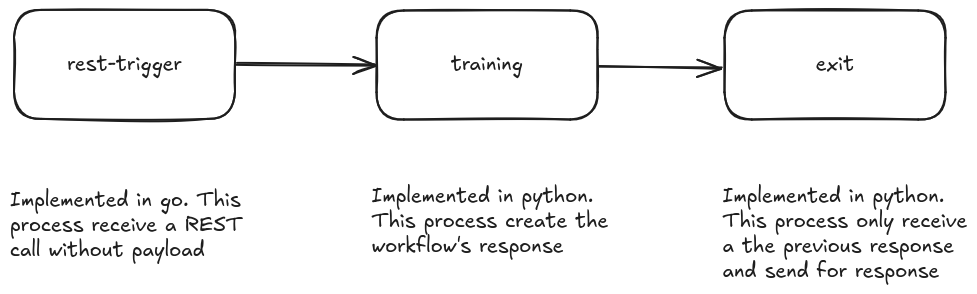 rest-trigger
training
exit
Implemented in go. This
process receive a REST
call without payload
Implemented in python.
This process create the
workflow's response
Implemented in python.
This process only receive
a the previous response
and send for response